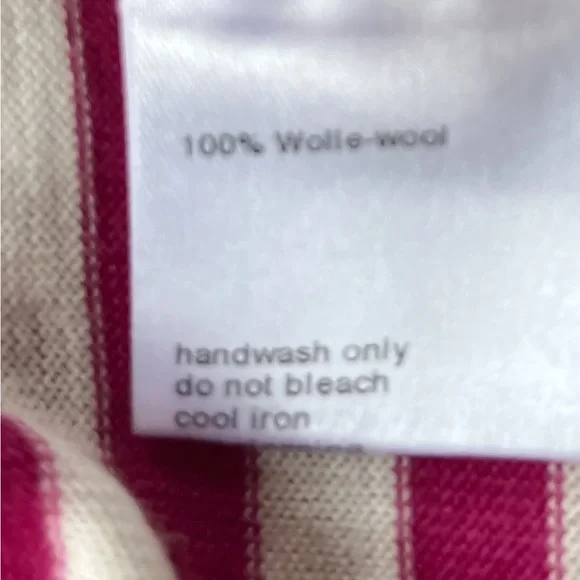 100% Wolle-wool
handwash only
do not bleach
cool iron